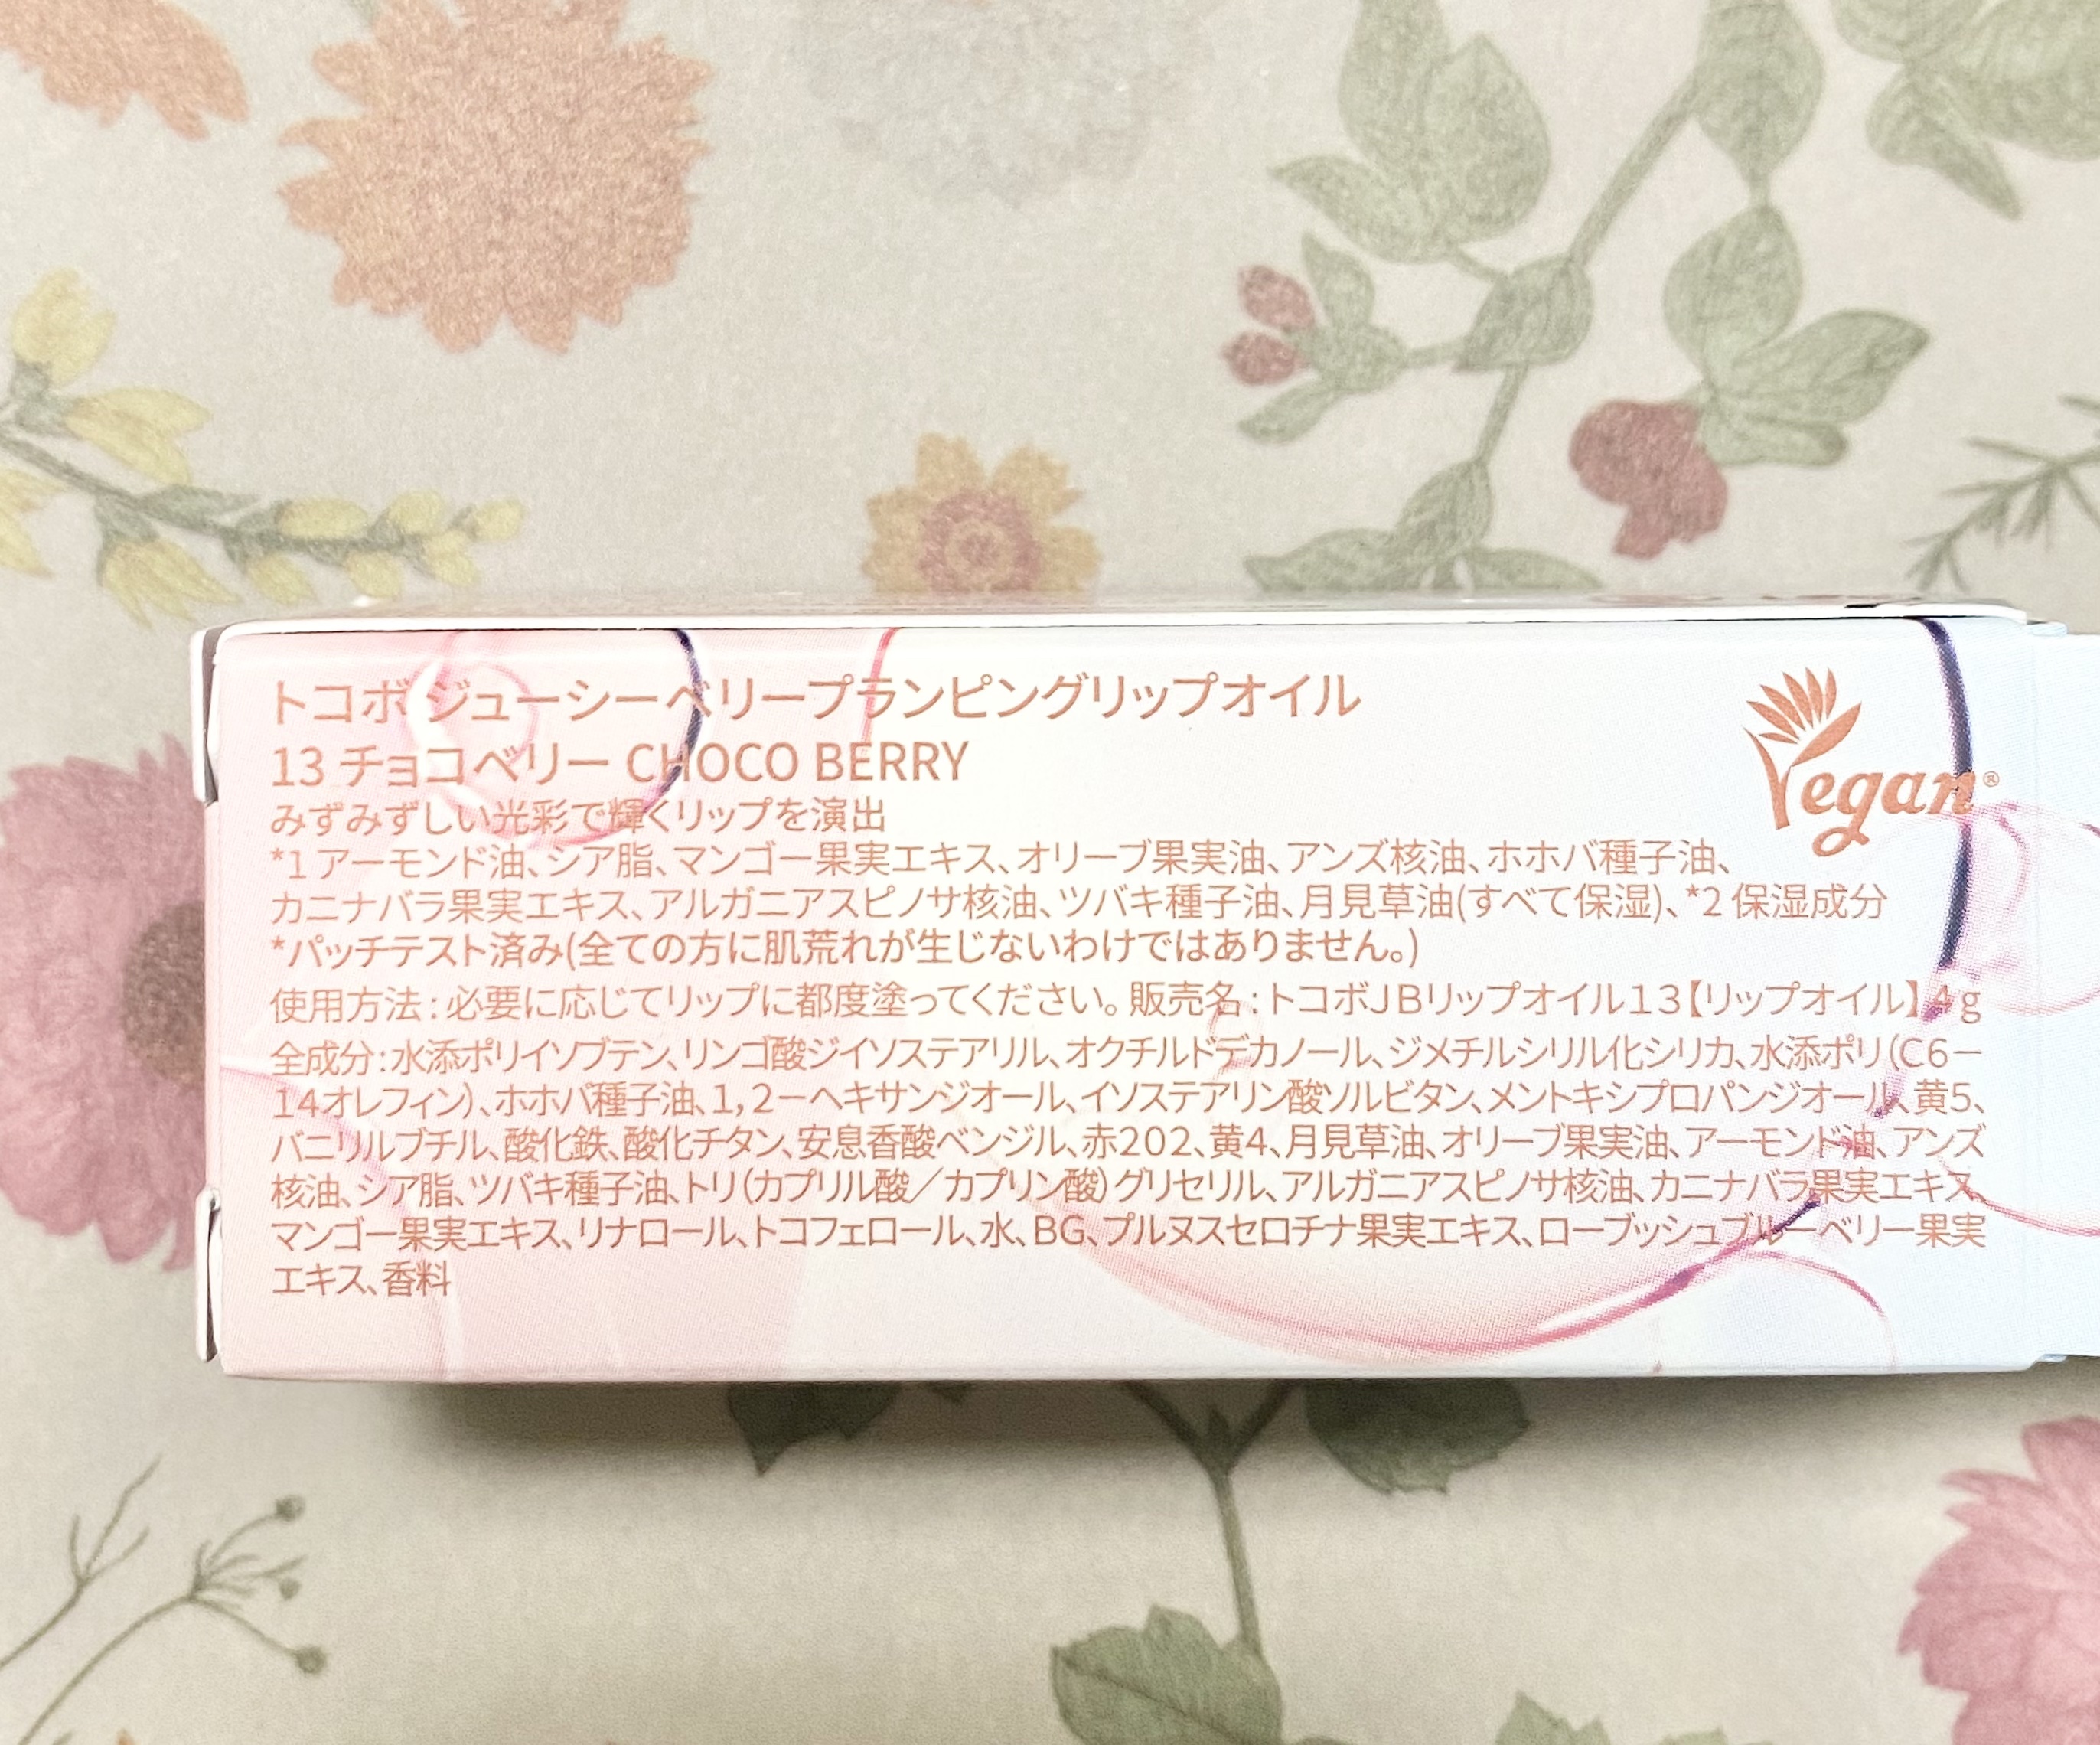 トコボ ジューシーベリープランピングリップオイル
13 チョコベリー CHOCO BERRY
Vegan®
みずみずしい光彩で輝くリップを演出
*1 アーモンド油、シア脂、マンゴー果実エキス、オリーブ果実油、アンズ核油、ホホバ種子油、
カニナバラ果実エキス、アルガニアスピノサ核油、ツバキ種子油、月見草油(すべて保湿)、*2 保湿成分
*パッチテスト済み(全ての方に肌荒れが生じないわけではありません。)
使用方法:必要に応じてリップに都度塗ってください。販売名:トコボJBリップオイル13【リップオイル】4g
全成分:水添ポリイソブテン、リンゴ酸ジイソステアリル、オクチルドデカノール、ジメチルシリル化シリカ、水添ポリ(C6－
14オレフィン)、ホホバ種子油、1,2－ヘキサンジオール、イソステアリン酸ソルビタン、メントキシプロパンジオール、黄5、
バニリルブチル、酸化鉄、酸化チタン、安息香酸ベンジル、赤202、黄4、月見草油、オリーブ果実油、アーモンド油、アンズ
核油、シア脂、ツバキ種子油、トリ(カプリル酸／カプリン酸)グリセリル、アルガニアスピノサ核油、カニナバラ果実エキス、
マンゴー果実エキス、リナロール、トコフェロール、水、BG、プルヌスセロチナ果実エキス、ローブッシュブルーベリー果実
エキス、香料